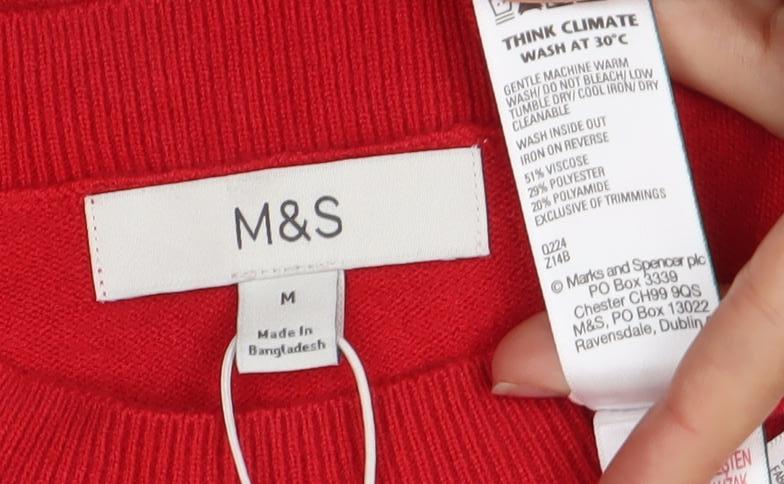 THINK CLIMATE
WASH AT 30°C
GENTLE MACHINE WARM
WASH/ DO NOT BLEACH/ LOW
TUMBLE DRY/ COOL IRON/ DRY
CLEANABLE
WASH INSIDE OUT
IRON ON REVERSE
51% VISCOSE
29% POLYESTER
20% POLYAMIDE
EXCLUSIVE OF TRIMMINGS
Q224
Z14B
© Marks and Spencer plc
PO Box 3339
Chester CH99 9QS
M&S, PO Box 13022
Ravensdale, Dublin
M&S
M
Made In
Bangladesh